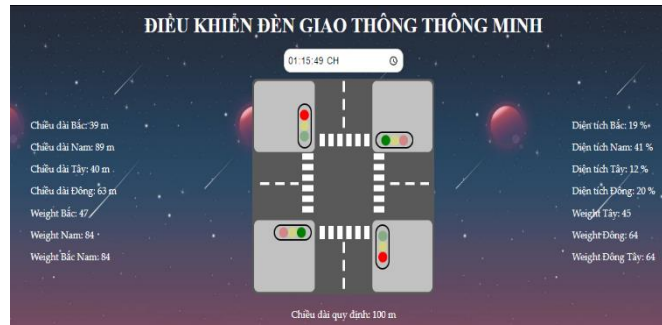 ĐIỀU KHIỂN ĐÈN GIAO THÔNG THÔNG MINH
01:15:49 CH
Chiều dài Bắc: 39 m
Chiều dài Nam: 89 m
Chiều dài Tây: 40 m
Chiều dài Đông: 63 m
Weight Bắc: 47
Weight Nam: 84
Weight Bắc Nam: 84
Diện tích Bắc: 19 %
Diện tích Nam: 41 %
Diện tích Tây: 12 %
Diện tích Đông: 20 %
Weight Tây: 45
Weight Đông: 64
Weight Đông Tây: 64
Chiều dài quy định: 100 m